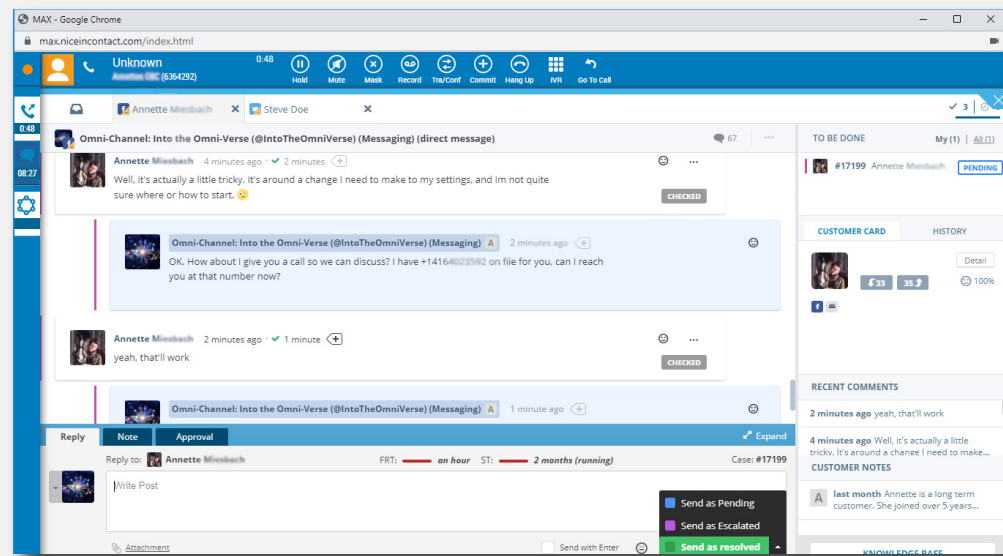 MAX - Google Chrome
max.niceincontact.com/index.html
Unknown
OBC (6364292)
0:48
Hold
Mute
Mask
Record
Tra/Conf
Commit
Hang Up
IVR
Go To Call
0:48
08:27
Annette
Steve Doe
3
Omni-Channel: Into the Omni-Verse (@IntoTheOmniVerse) (Messaging) (direct message)
67
Annette 4 minutes ago · 2 minutes
Well, it's actually a little tricky. It's around a change I need to make to my settings, and Im not quite
sure where or how to start.
CHECKED
Omni-Channel: Into the Omni-Verse (@IntoTheOmniVerse) (Messaging) A 2 minutes ago
OK. How about I give you a call so we can discuss? I have on file for you, can I reach
you at that number now?
Annette 2 minutes ago · 1 minute
yeah, that'll work
CHECKED
Omni-Channel: Into the Omni-Verse (@IntoTheOmniVerse) (Messaging) A 1 minute ago
Reply
Note
Approval
Expand
Reply to: Annette
FRT: an hour ST: 2 months (running)
Case: #17199
Write Post
Send as Pending
Send as Escalated
Send as resolved
Attachment
Send with Enter
TO BE DONE
My (1) | All (1)
#17199 Annette
PENDING
CUSTOMER CARD
HISTORY
33
35
Detail
100%
RECENT COMMENTS
2 minutes ago yeah, that'll work
4 minutes ago Well, it's actually a little
tricky. It's around a change I need to make...
CUSTOMER NOTES
A last month Annette is a long term
customer. She joined over 5 years...
KNOWLEDGE BASE